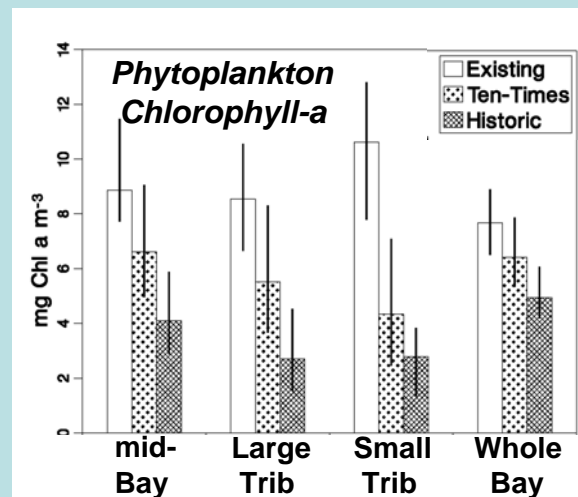 Phytoplankton
Chlorophyll-a
Existing
Ten-Times
Historic
mg Chl a m⁻³
14
12
10
8
6
4
2
0
mid-
Bay
Large
Trib
Small
Trib
Whole
Bay